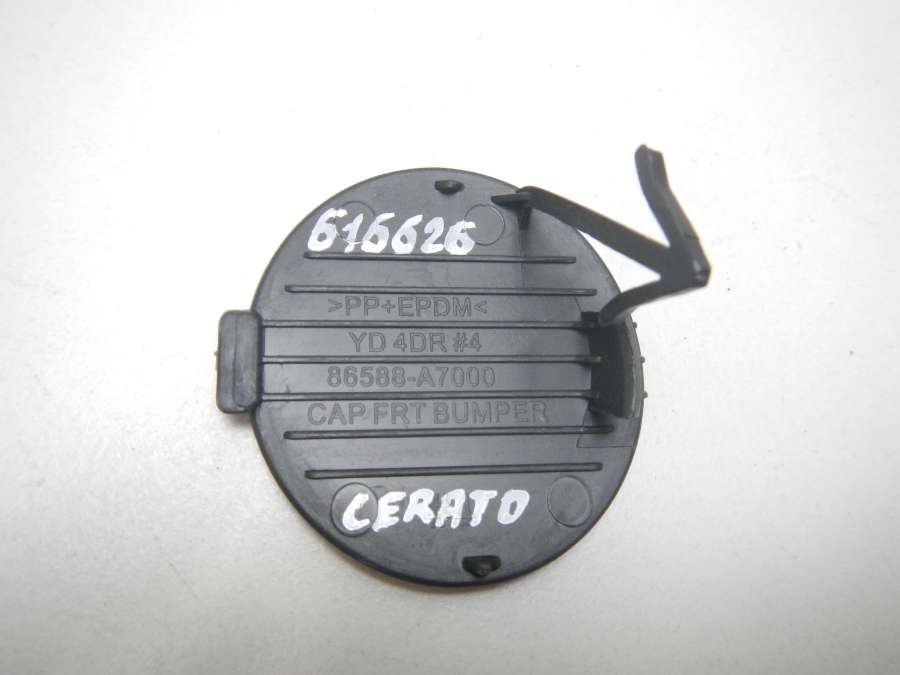 616626
>PP+EPDM<
YD 4DR #4
86588-A7000
CAP FRT BUMPER
CERATO